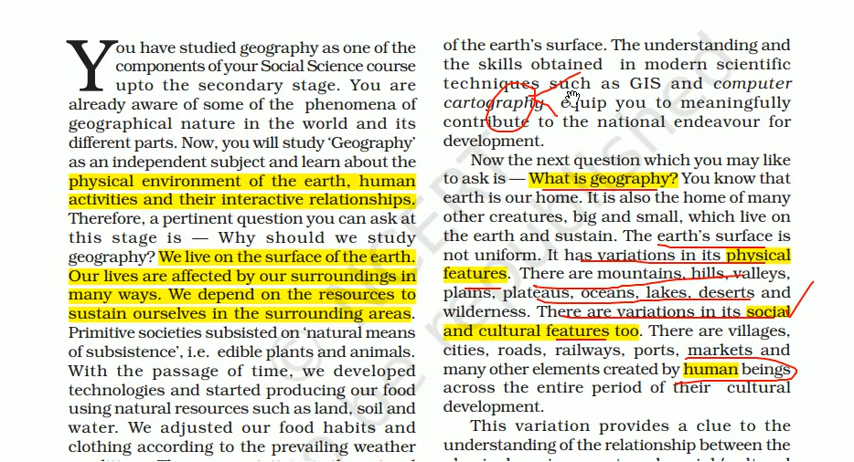 You have studied geography as one of the
components of your Social Science course
upto the secondary stage. You are
already aware of some of the phenomena of
geographical nature in the world and its
different parts. Now, you will study ‘Geography’
as an independent subject and learn about the
physical environment of the earth, human
activities and their interactive relationships.
Therefore, a pertinent question you can ask at
this stage is — Why should we study
geography? We live on the surface of the earth.
Our lives are affected by our surroundings in
many ways. We depend on the resources to
sustain ourselves in the surrounding areas.
Primitive societies subsisted on ‘natural means
of subsistence’, i.e. edible plants and animals.
With the passage of time, we developed
technologies and started producing our food
using natural resources such as land, soil and
water. We adjusted our food habits and
clothing according to the prevailing weather
of the earth’s surface. The understanding and
the skills obtained in modern scientific
techniques such as GIS and computer
cartography equip you to meaningfully
contribute to the national endeavour for
development.
Now the next question which you may like
to ask is — What is geography? You know that
earth is our home. It is also the home of many
other creatures, big and small, which live on
the earth and sustain. The earth’s surface is
not uniform. It has variations in its physical
features. There are mountains, hills, valleys,
plains, plateaus, oceans, lakes, deserts and
wilderness. There are variations in its social
and cultural features too. There are villages,
cities, roads, railways, ports, markets and
many other elements created by human beings
across the entire period of their cultural
development.
This variation provides a clue to the
understanding of the relationship between the
© NCERT
be republished